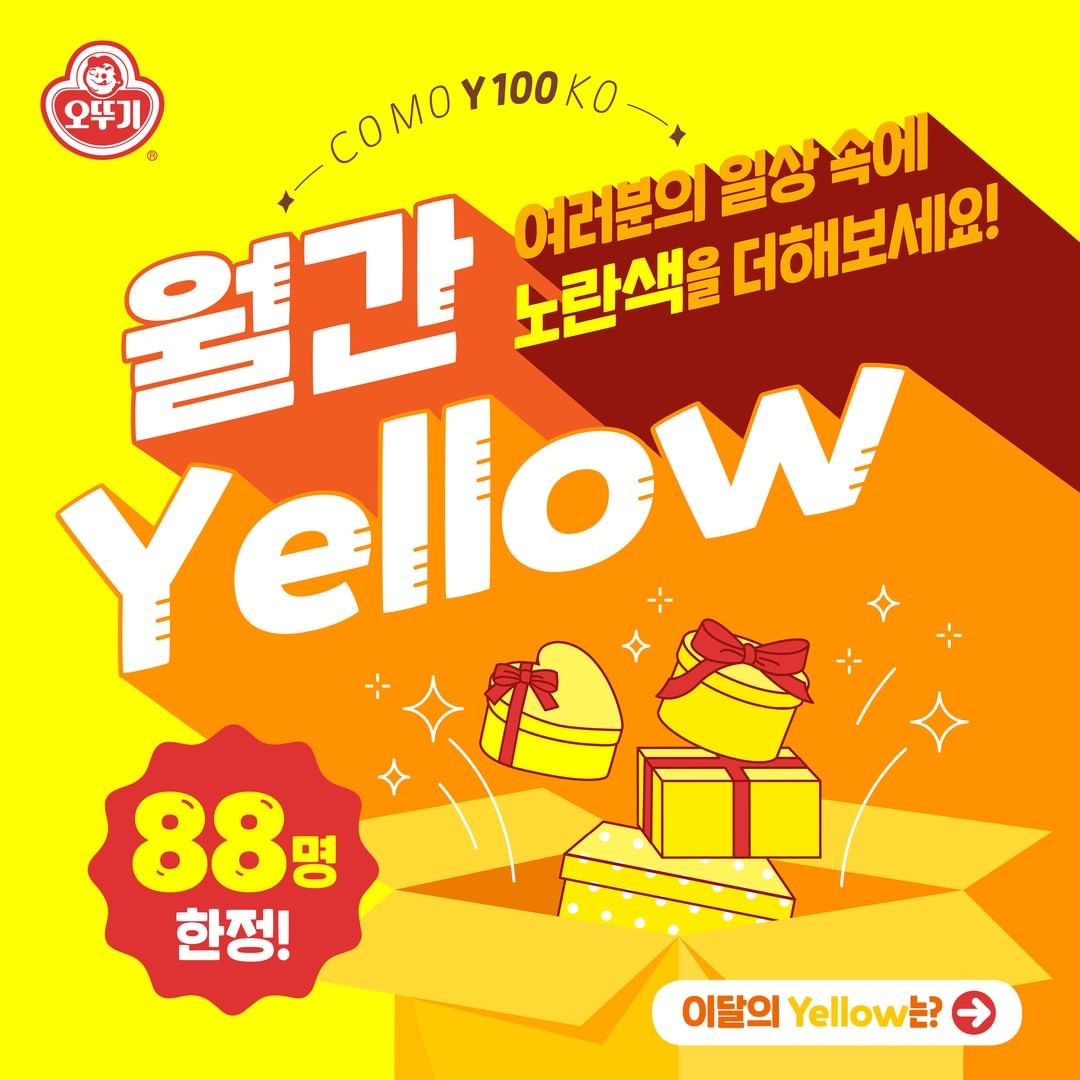 오뚜기
®
COMO Y100 KO
여러분의 일상 속에
노란색을 더해보세요!
월간
Yellow
88명
한정!
이달의 Yellow는?